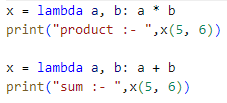 x = lambda a, b: a * b
print("product :- ",x(5, 6))
x = lambda a, b: a + b
print("sum :- ",x(5, 6))